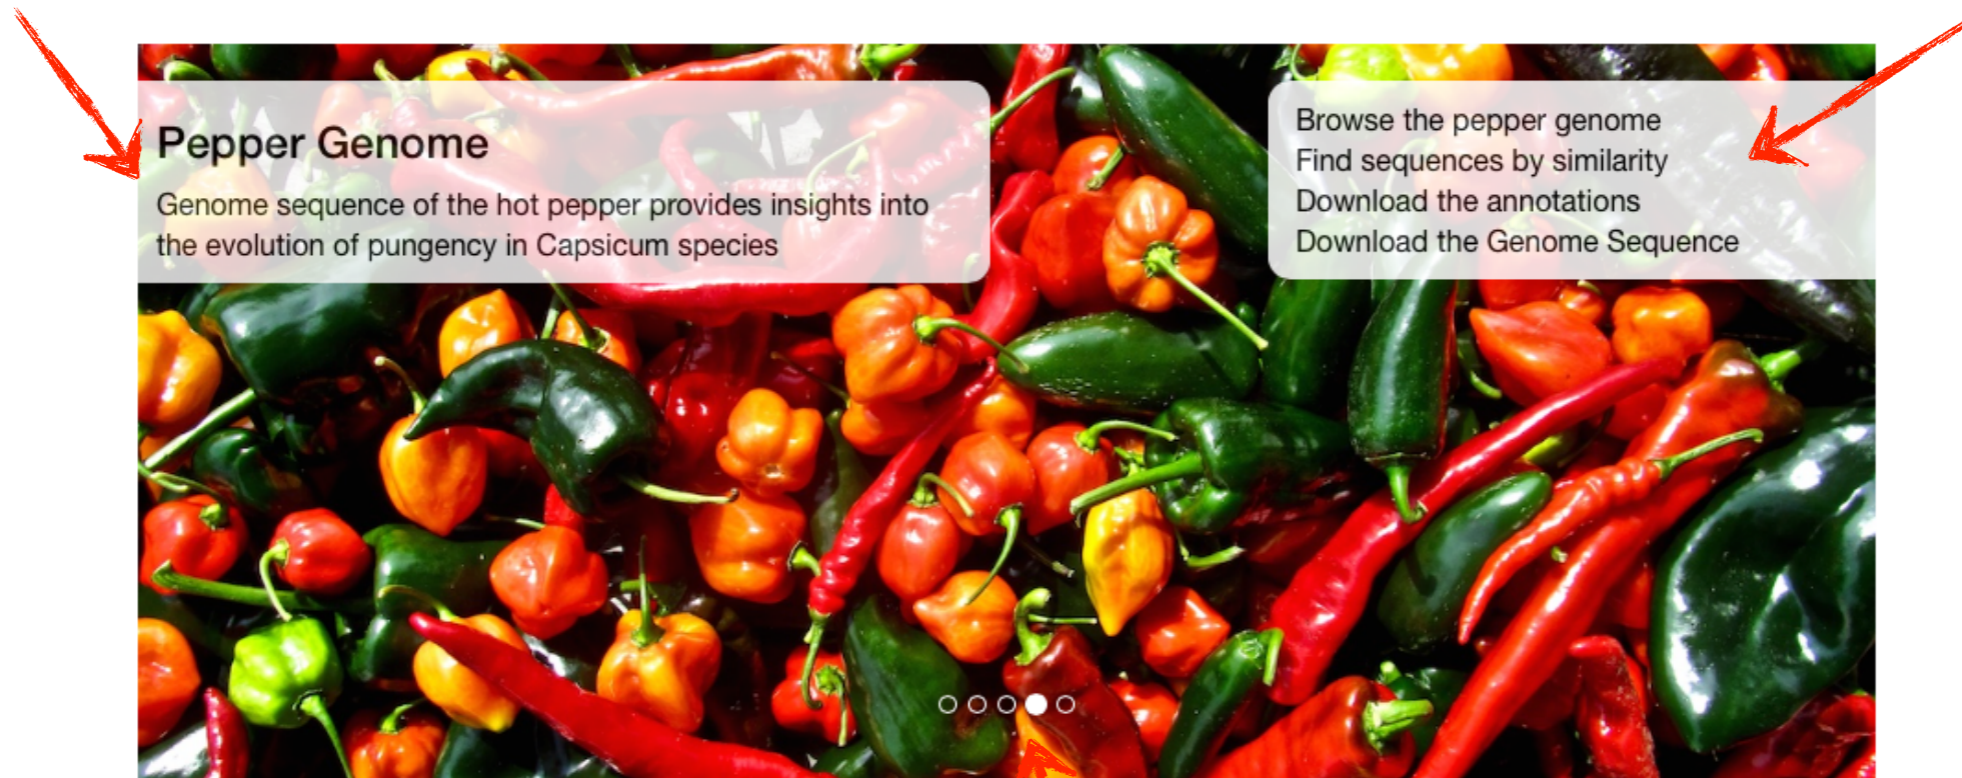 Pepper Genome
Genome sequence of the hot pepper provides insights into
the evolution of pungency in Capsicum species
Browse the pepper genome
Find sequences by similarity
Download the annotations
Download the Genome Sequence